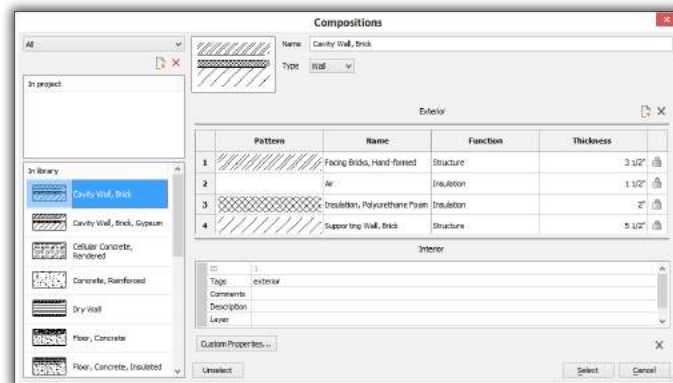 Compositions
All
In project
In library
Cavity Wall, Brick
Cavity Wall, Brick, Gypsum
Cellular Concrete,
Rendered
Concrete, Reinforced
Dry Wall
Floor, Concrete
Floor, Concrete, Insulated
Name Cavity Wall, Brick
Type Wall
Exterior
Pattern Name Function Thickness
1 Facing Bricks, Hand-formed Structure 3 1/2"
2 Air Insulation 1 1/2"
3 Insulation, Polyurethane Foam Insulation 2"
4 Supporting Wall, Brick Structure 5 1/2"
Interior
Tags exterior
Comments
Description
Layer
Custom Properties...
Unselect Select Cancel